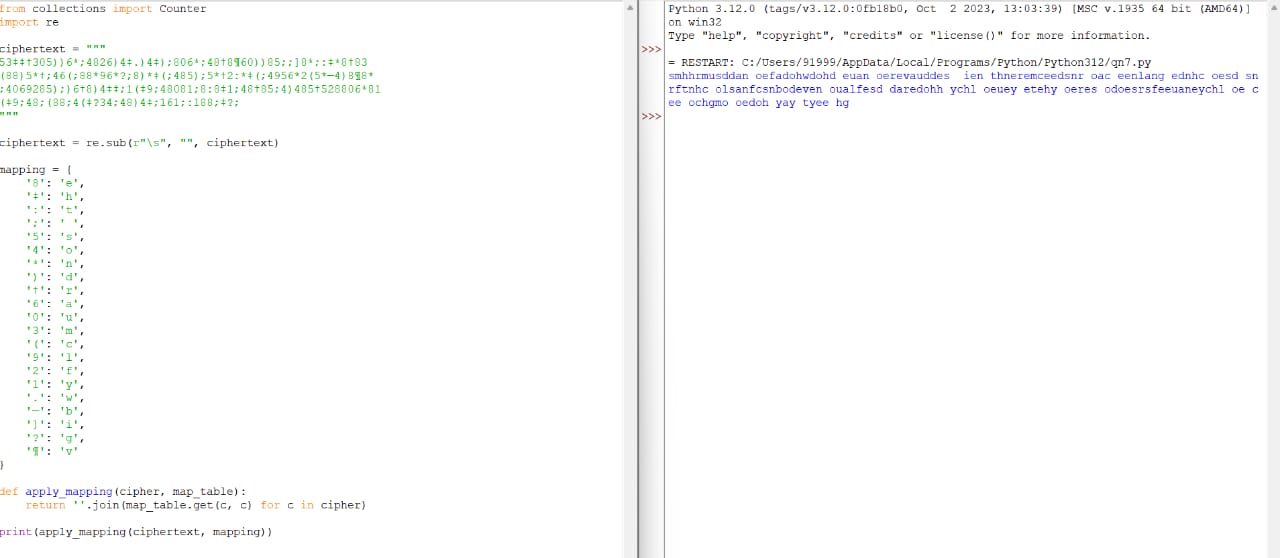 from collections import Counter
import re
ciphertext = """
53‡‡†305))6*;4826)4‡.)4‡);806*;48†8¶60))85;;]8*;:‡*8†83
(88)5*†;46(;88*96*?;8)*‡(;485);5*†2:*‡(;4956*2(5*—4)8¶8*
;4069285);)6†8)4‡‡;1(‡9;48081;8:8‡1;48†85;4)485†528806*81
(‡9;48;(88;4(‡?34;48)4‡;161;:188;‡?;
"""
ciphertext = re.sub(r"\s", "", ciphertext)
mapping = {
'8': 'e',
'‡': 'h',
':': 't',
';': ' ',
'5': 's',
'4': 'o',
'*': 'n',
')': 'd',
'†': 'r',
'6': 'a',
'0': 'u',
'3': 'm',
'(': 'c',
'9': 'l',
'2': 'f',
'1': 'y',
'.': 'w',
'—': 'b',
']': 'i',
'?': 'g',
'¶': 'v'
}
def apply_mapping(cipher, map_table):
return ''.join(map_table.get(c, c) for c in cipher)
print(apply_mapping(ciphertext, mapping))
Python 3.12.0 (tags/v3.12.0:0fb18b0, Oct  2 2023, 13:03:39) [MSC v.1935 64 bit (AMD64)]
on win32
Type "help", "copyright", "credits" or "license()" for more information.
>>>
= RESTART: C:/Users/91999/AppData/Local/Programs/Python/Python312/qn7.py
smhhrmusddan oefadohwdohd euan oerevauddes  ien thneremceedsnr oac eenlang ednhc oesd sn
rftnhc olsanfcsnbodeven oualfesd daredohh ychl oeuey etehy oeres odoesrsfeeuaneychl oe c
ee ochgmo oedoh yay tyee hg
>>>